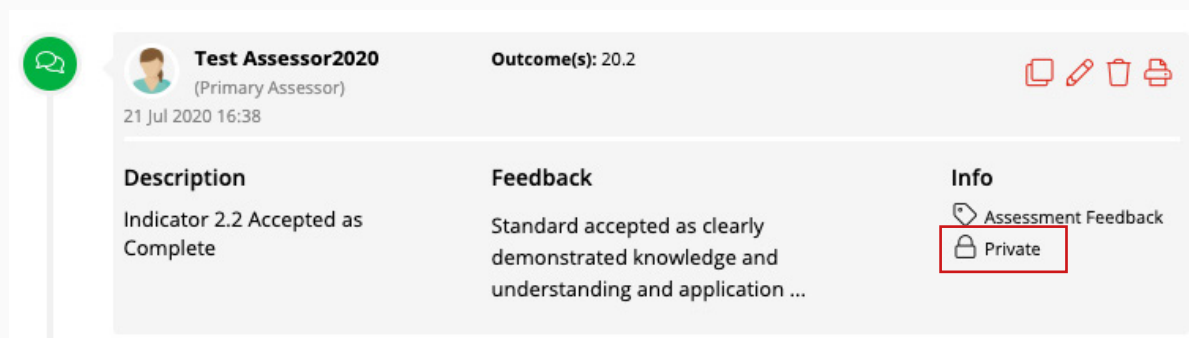 Test Assessor2020
(Primary Assessor)
21 Jul 2020 16:38
Outcome(s): 20.2
Description
Indicator 2.2 Accepted as
Complete
Feedback
Standard accepted as clearly
demonstrated knowledge and
understanding and application ...
Info
Assessment Feedback
Private